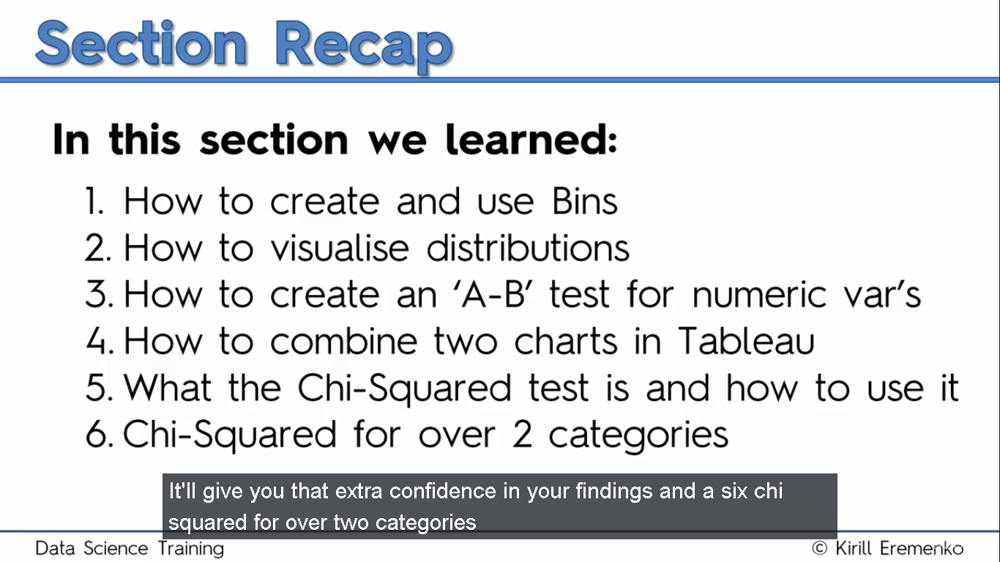 Section Recap
In this section we learned:
1. How to create and use Bins
2. How to visualise distributions
3. How to create an ‘A-B’ test for numeric var’s
4. How to combine two charts in Tableau
5. What the Chi-Squared test is and how to use it
6. Chi-Squared for over 2 categories
It'll give you that extra confidence in your findings and a six chi
squared for over two categories
Data Science Training
© Kirill Eremenko